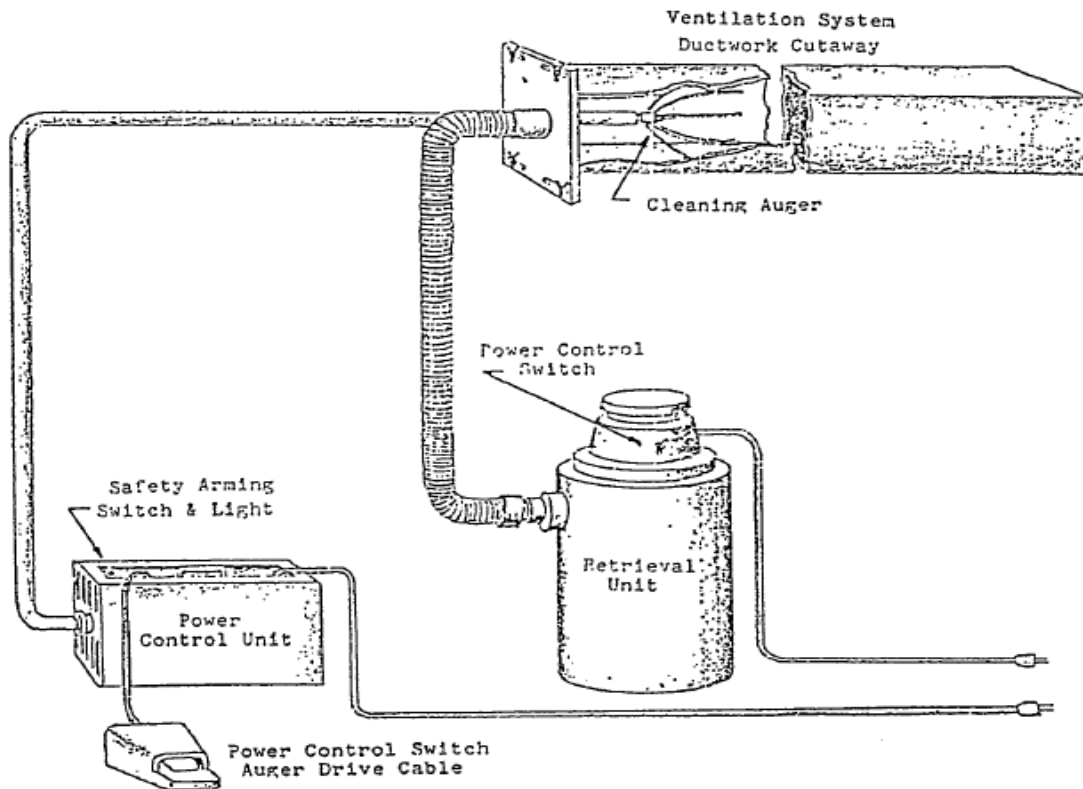 Ventilation System
Ductwork Cutaway
Cleaning Auger
Power Control
Switch
Safety Arming
Switch & Light
Retrieval
Unit
Power
Control Unit
Power Control Switch
Auger Drive Cable